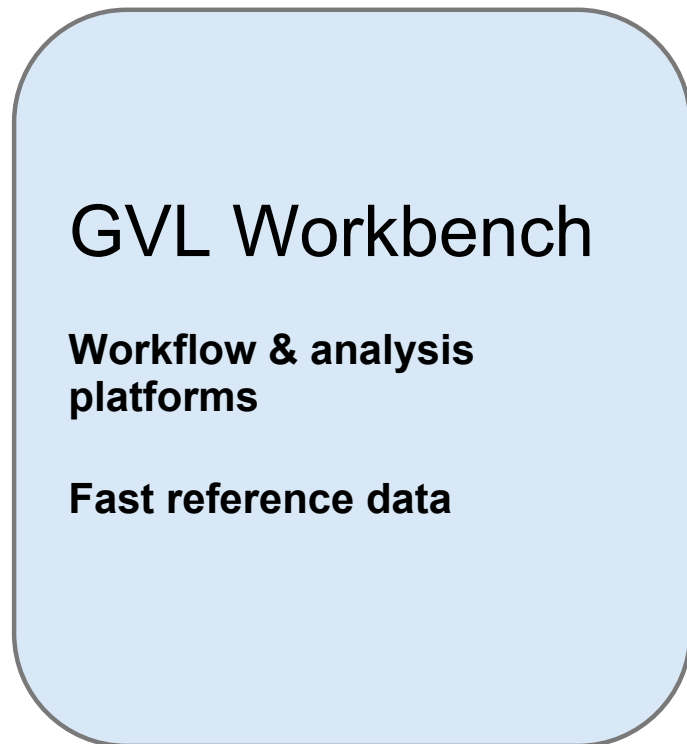 GVL Workbench
Workflow & analysis
platforms
Fast reference data